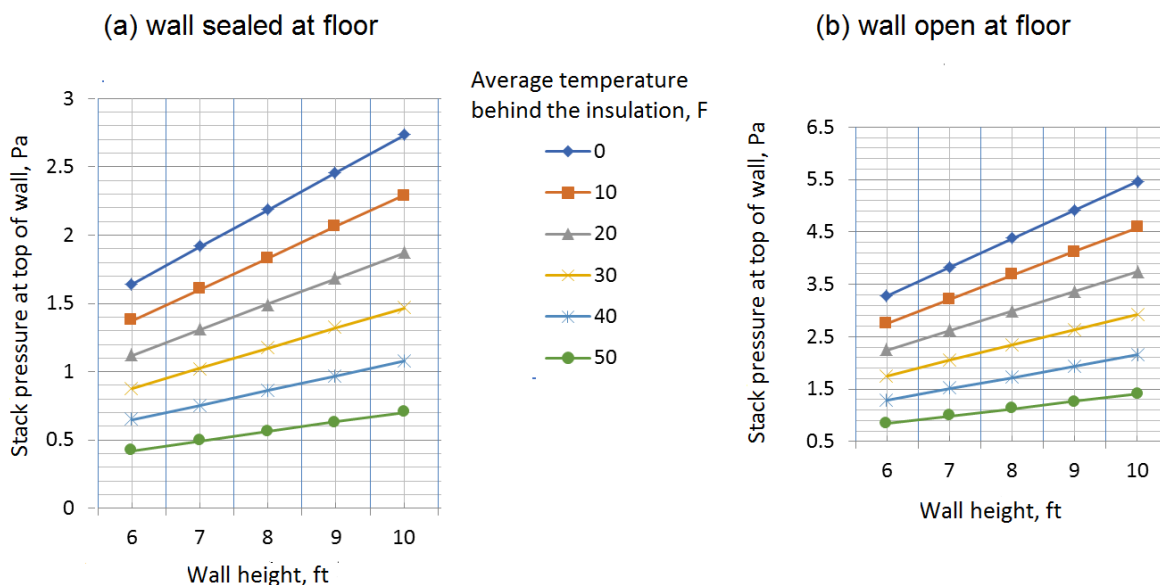 (a) wall sealed at floor
Stack pressure at top of wall, Pa
3
2.5
2
1.5
1
0.5
0
6 7 8 9 10
Wall height, ft
Average temperature
behind the insulation, F
0
10
20
30
40
50
(b) wall open at floor
Stack pressure at top of wall, Pa
6.5
5.5
4.5
3.5
2.5
1.5
0.5
6 7 8 9 10
Wall height, ft